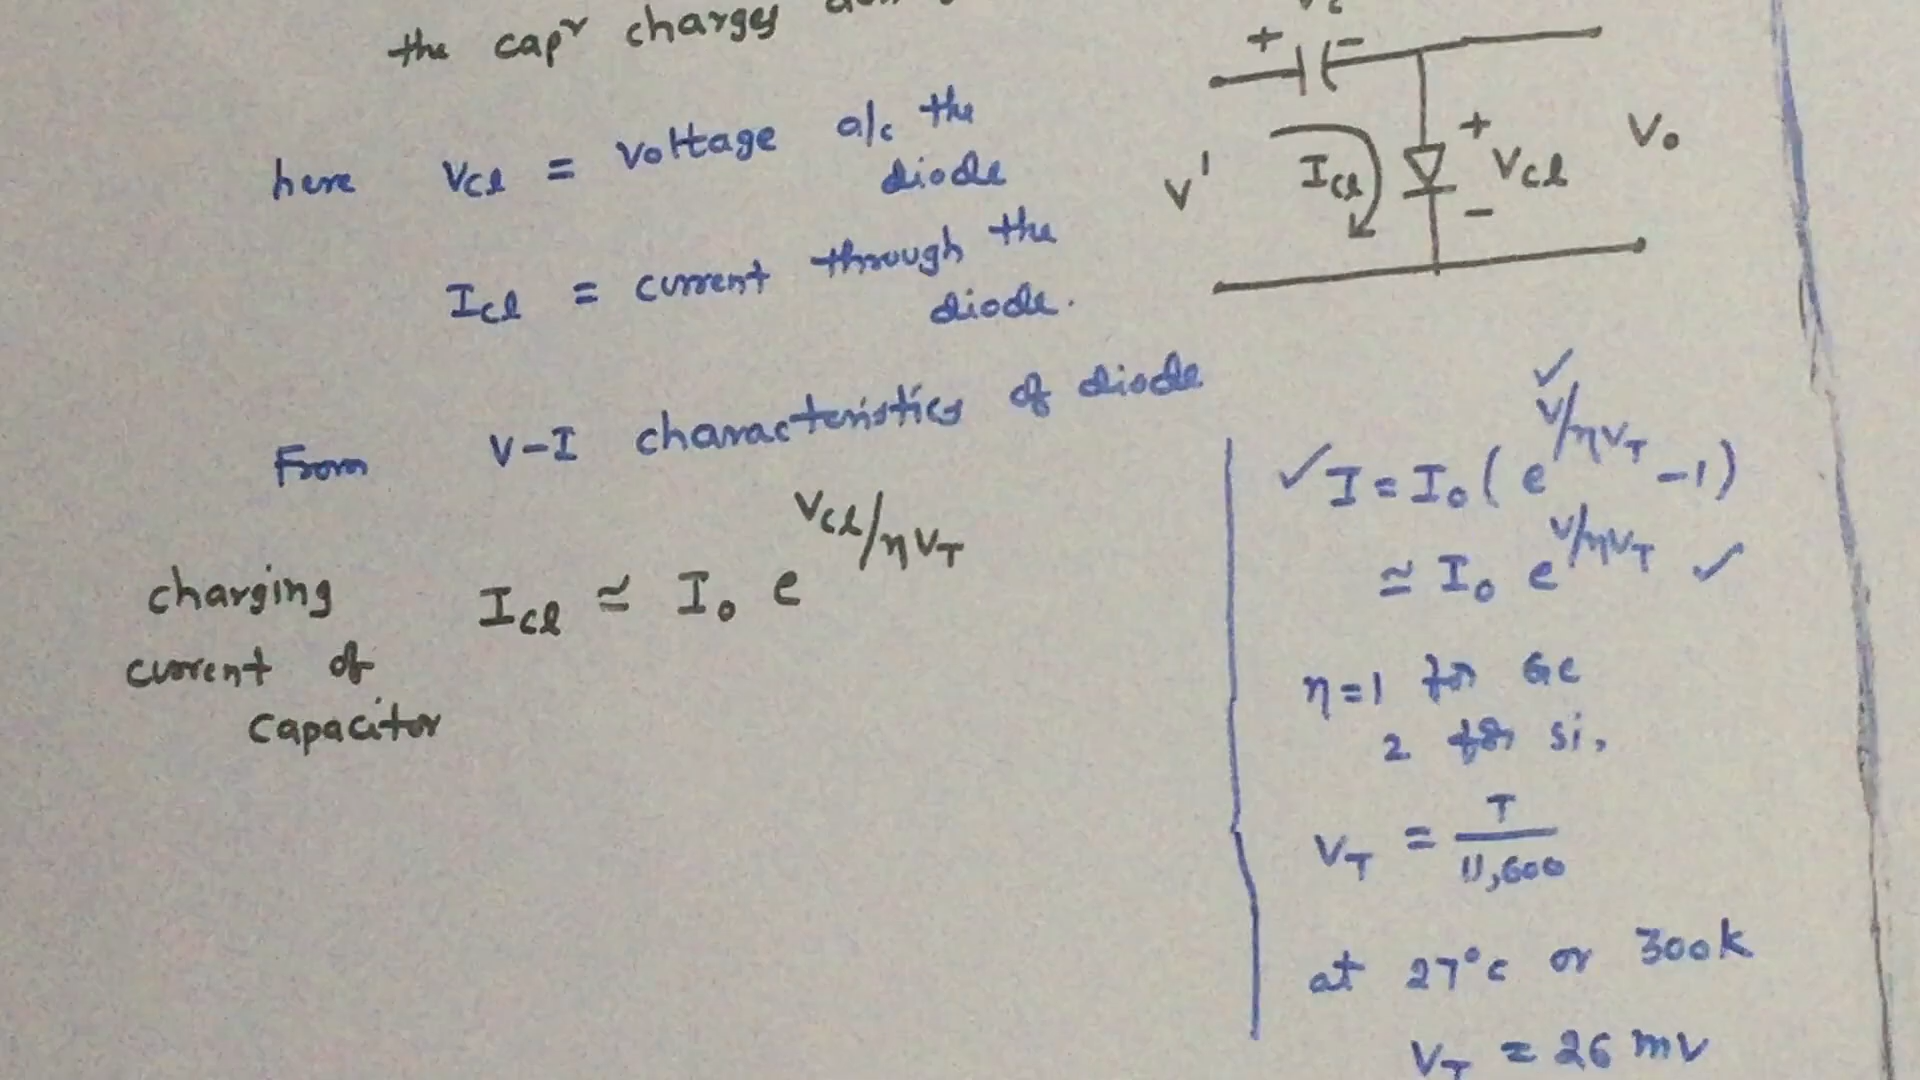 the capʳ charges
here Vcl = voltage a/c the
diode
Icl = current through the
diode.
From V-I characteristics of diode
charging Icl ≃ I₀ e^(Vcl/ηVT)
current of
capacitor
+ -
V' Icl + Vcl - V₀
✓ I = I₀ ( e^(V/ηVT) - 1) ✓
≃ I₀ e^(V/ηVT) ✓
η=1 for Ge
2 for si,
VT = T/11,600
at 27°c or 300k
VT = 26 mv